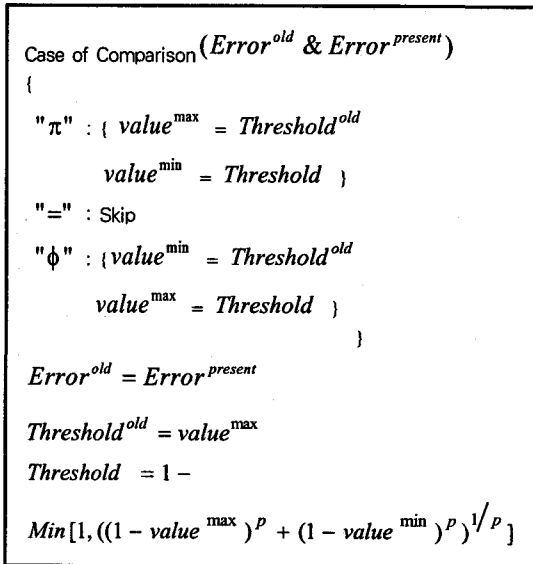 Case of Comparison (Error^old & Error^present)
{
"π" : { value^max = Threshold^old
value^min = Threshold }
"=" : Skip
"ϕ" : {value^min = Threshold^old
value^max = Threshold }
}
Error^old = Error^present
Threshold^old = value^max
Threshold = 1 −
Min[1, ((1 − value^max)^p + (1 − value^min)^p)^1/p]